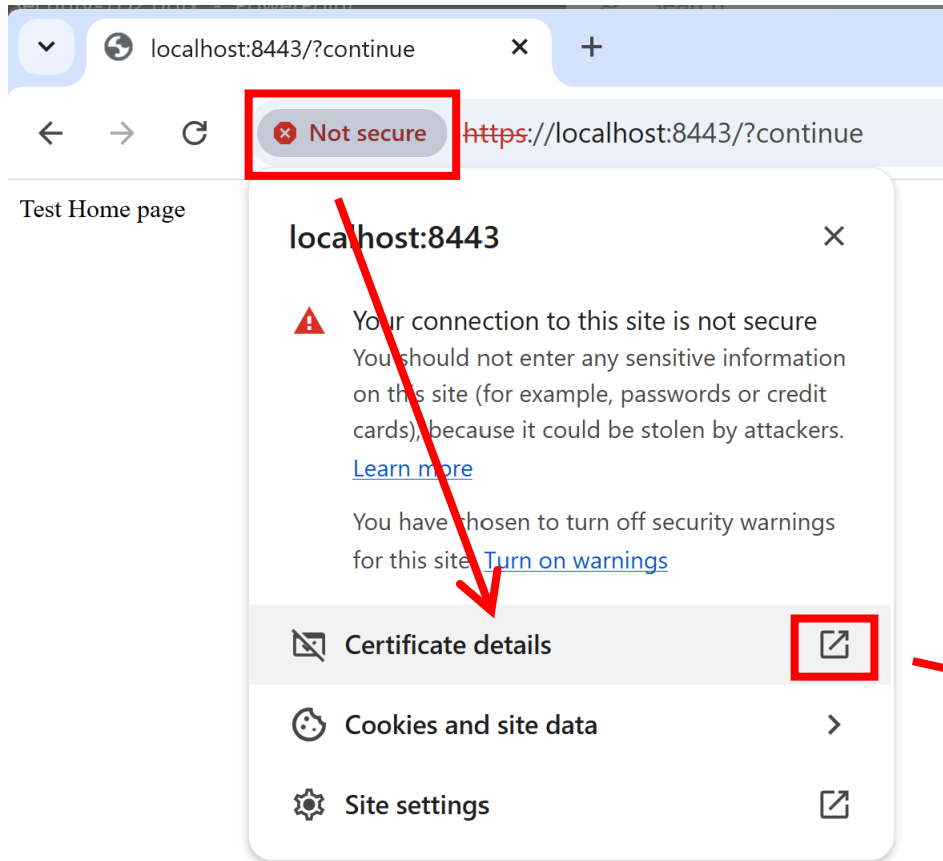 localhost:8443/?continue
Not secure https://localhost:8443/?continue
Test Home page
localhost:8443
Your connection to this site is not secure
You should not enter any sensitive information
on this site (for example, passwords or credit
cards), because it could be stolen by attackers.
Learn more
You have chosen to turn off security warnings
for this site. Turn on warnings
Certificate details
Cookies and site data
Site settings